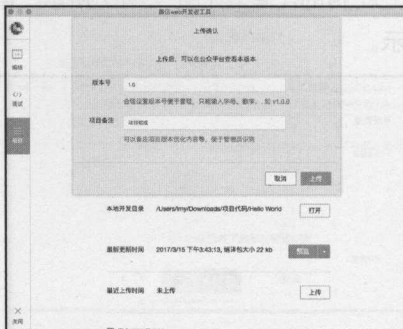 微信web开发者工具
上传确认
上传后，可以在公众平台查看本版本
版本号
1.0
合理设置版本号便于管控，只能输入字母、数字、. 如 v1.0.0
项目备注
项目初成
可以备注项目版本优化内容等，便于管理员识别
取消 上传
编辑
调试
项目
本地开发目录 /Users/lmy/Downloads/项目代码/Hello World 打开
最新更新时间 2017/9/15 下午3:43:13, 编译包大小 22 kb 预览
最近上传时间 未上传 上传
关闭